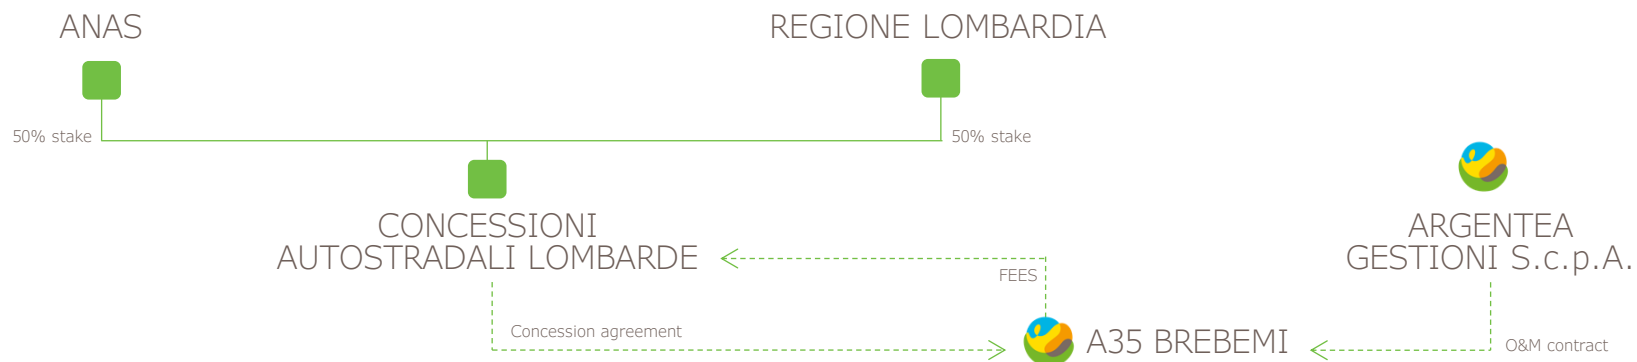 ANAS
REGIONE LOMBARDIA
50% stake
50% stake
CONCESSIONI
AUTOSTRADALI LOMBARDE
ARGENTEA
GESTIONI S.c.p.A.
FEES
Concession agreement
A35 BREBEMI
O&M contract